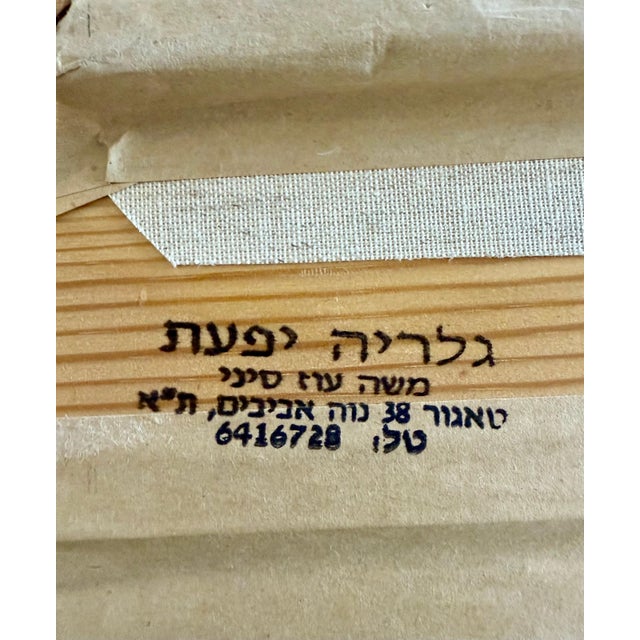 גלריה יפעת
משה עוז סיני
טאגור 38 נוה אביבים, ת"א
טל: 6416728